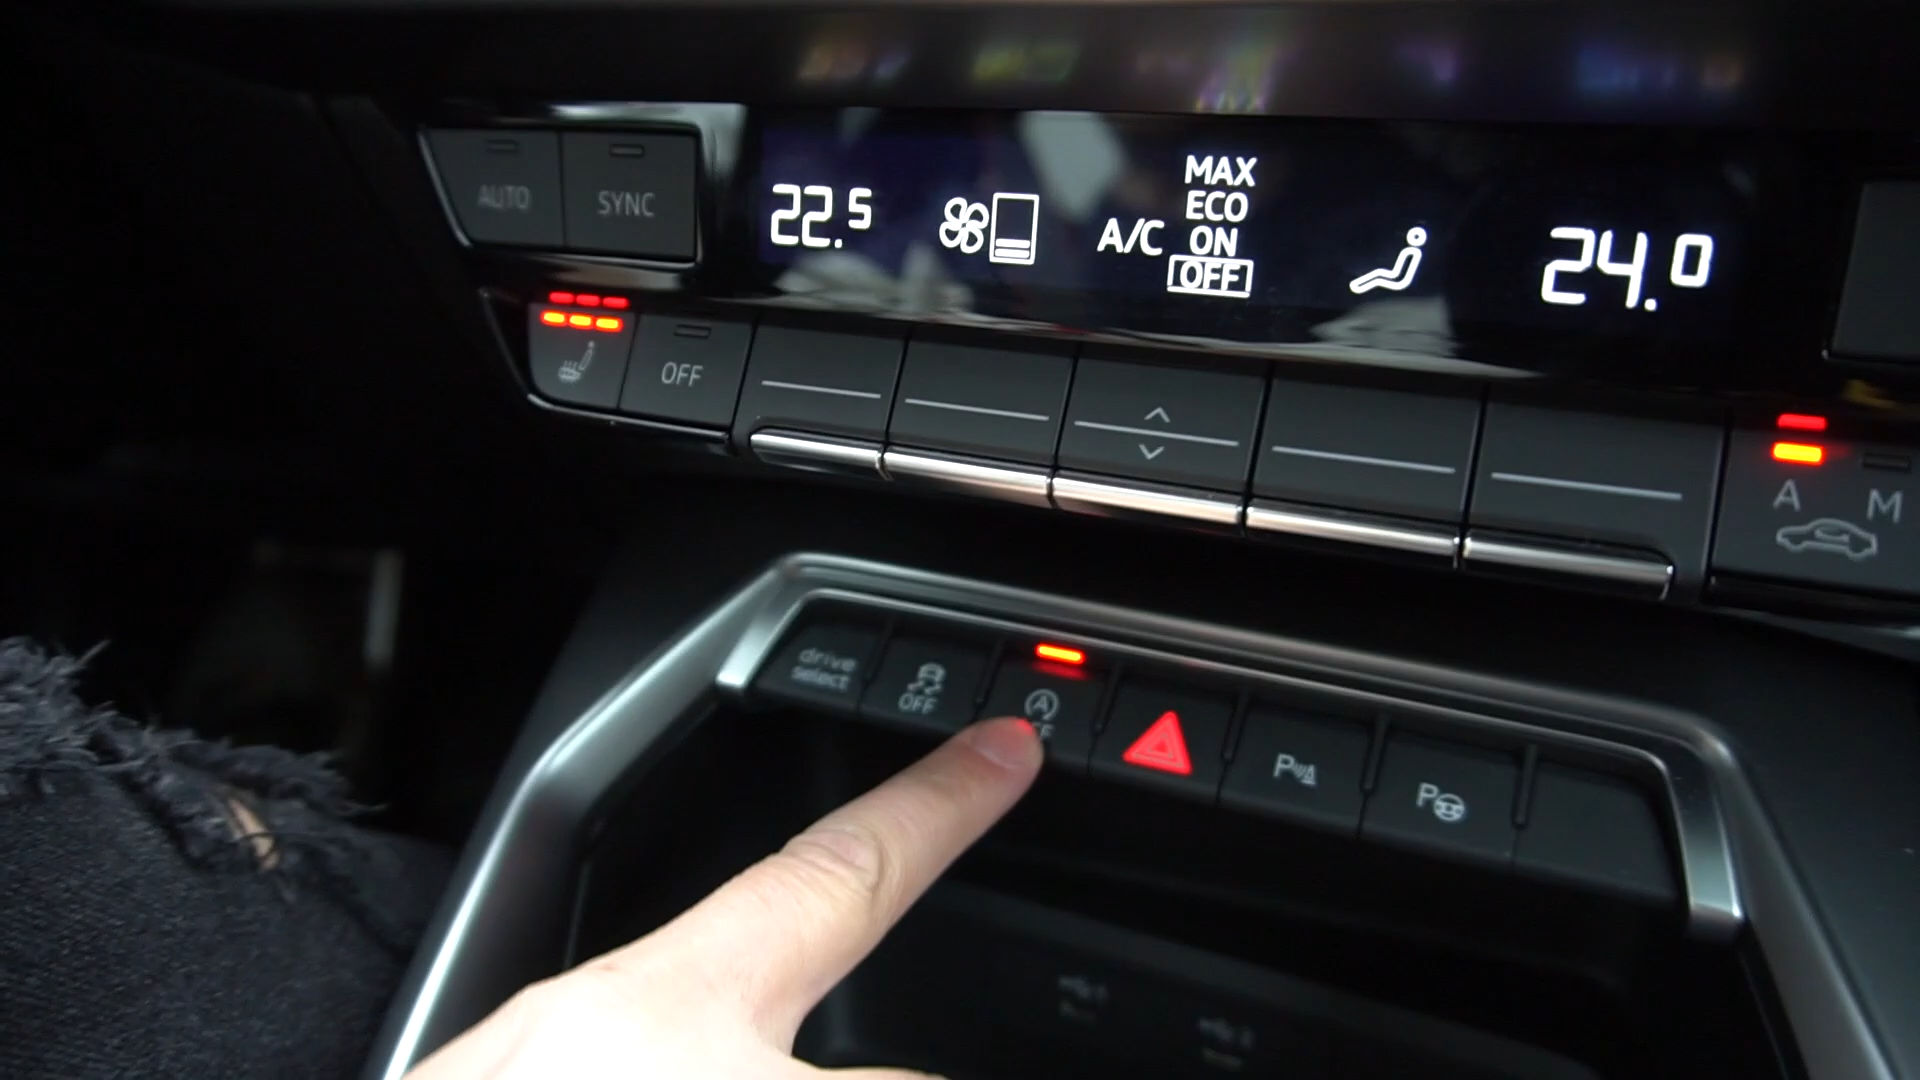 AUTO
SYNC
22.5
A/C
MAX
ECO
ON
OFF
24.0
OFF
A
M
drive
select
OFF
A
P
P